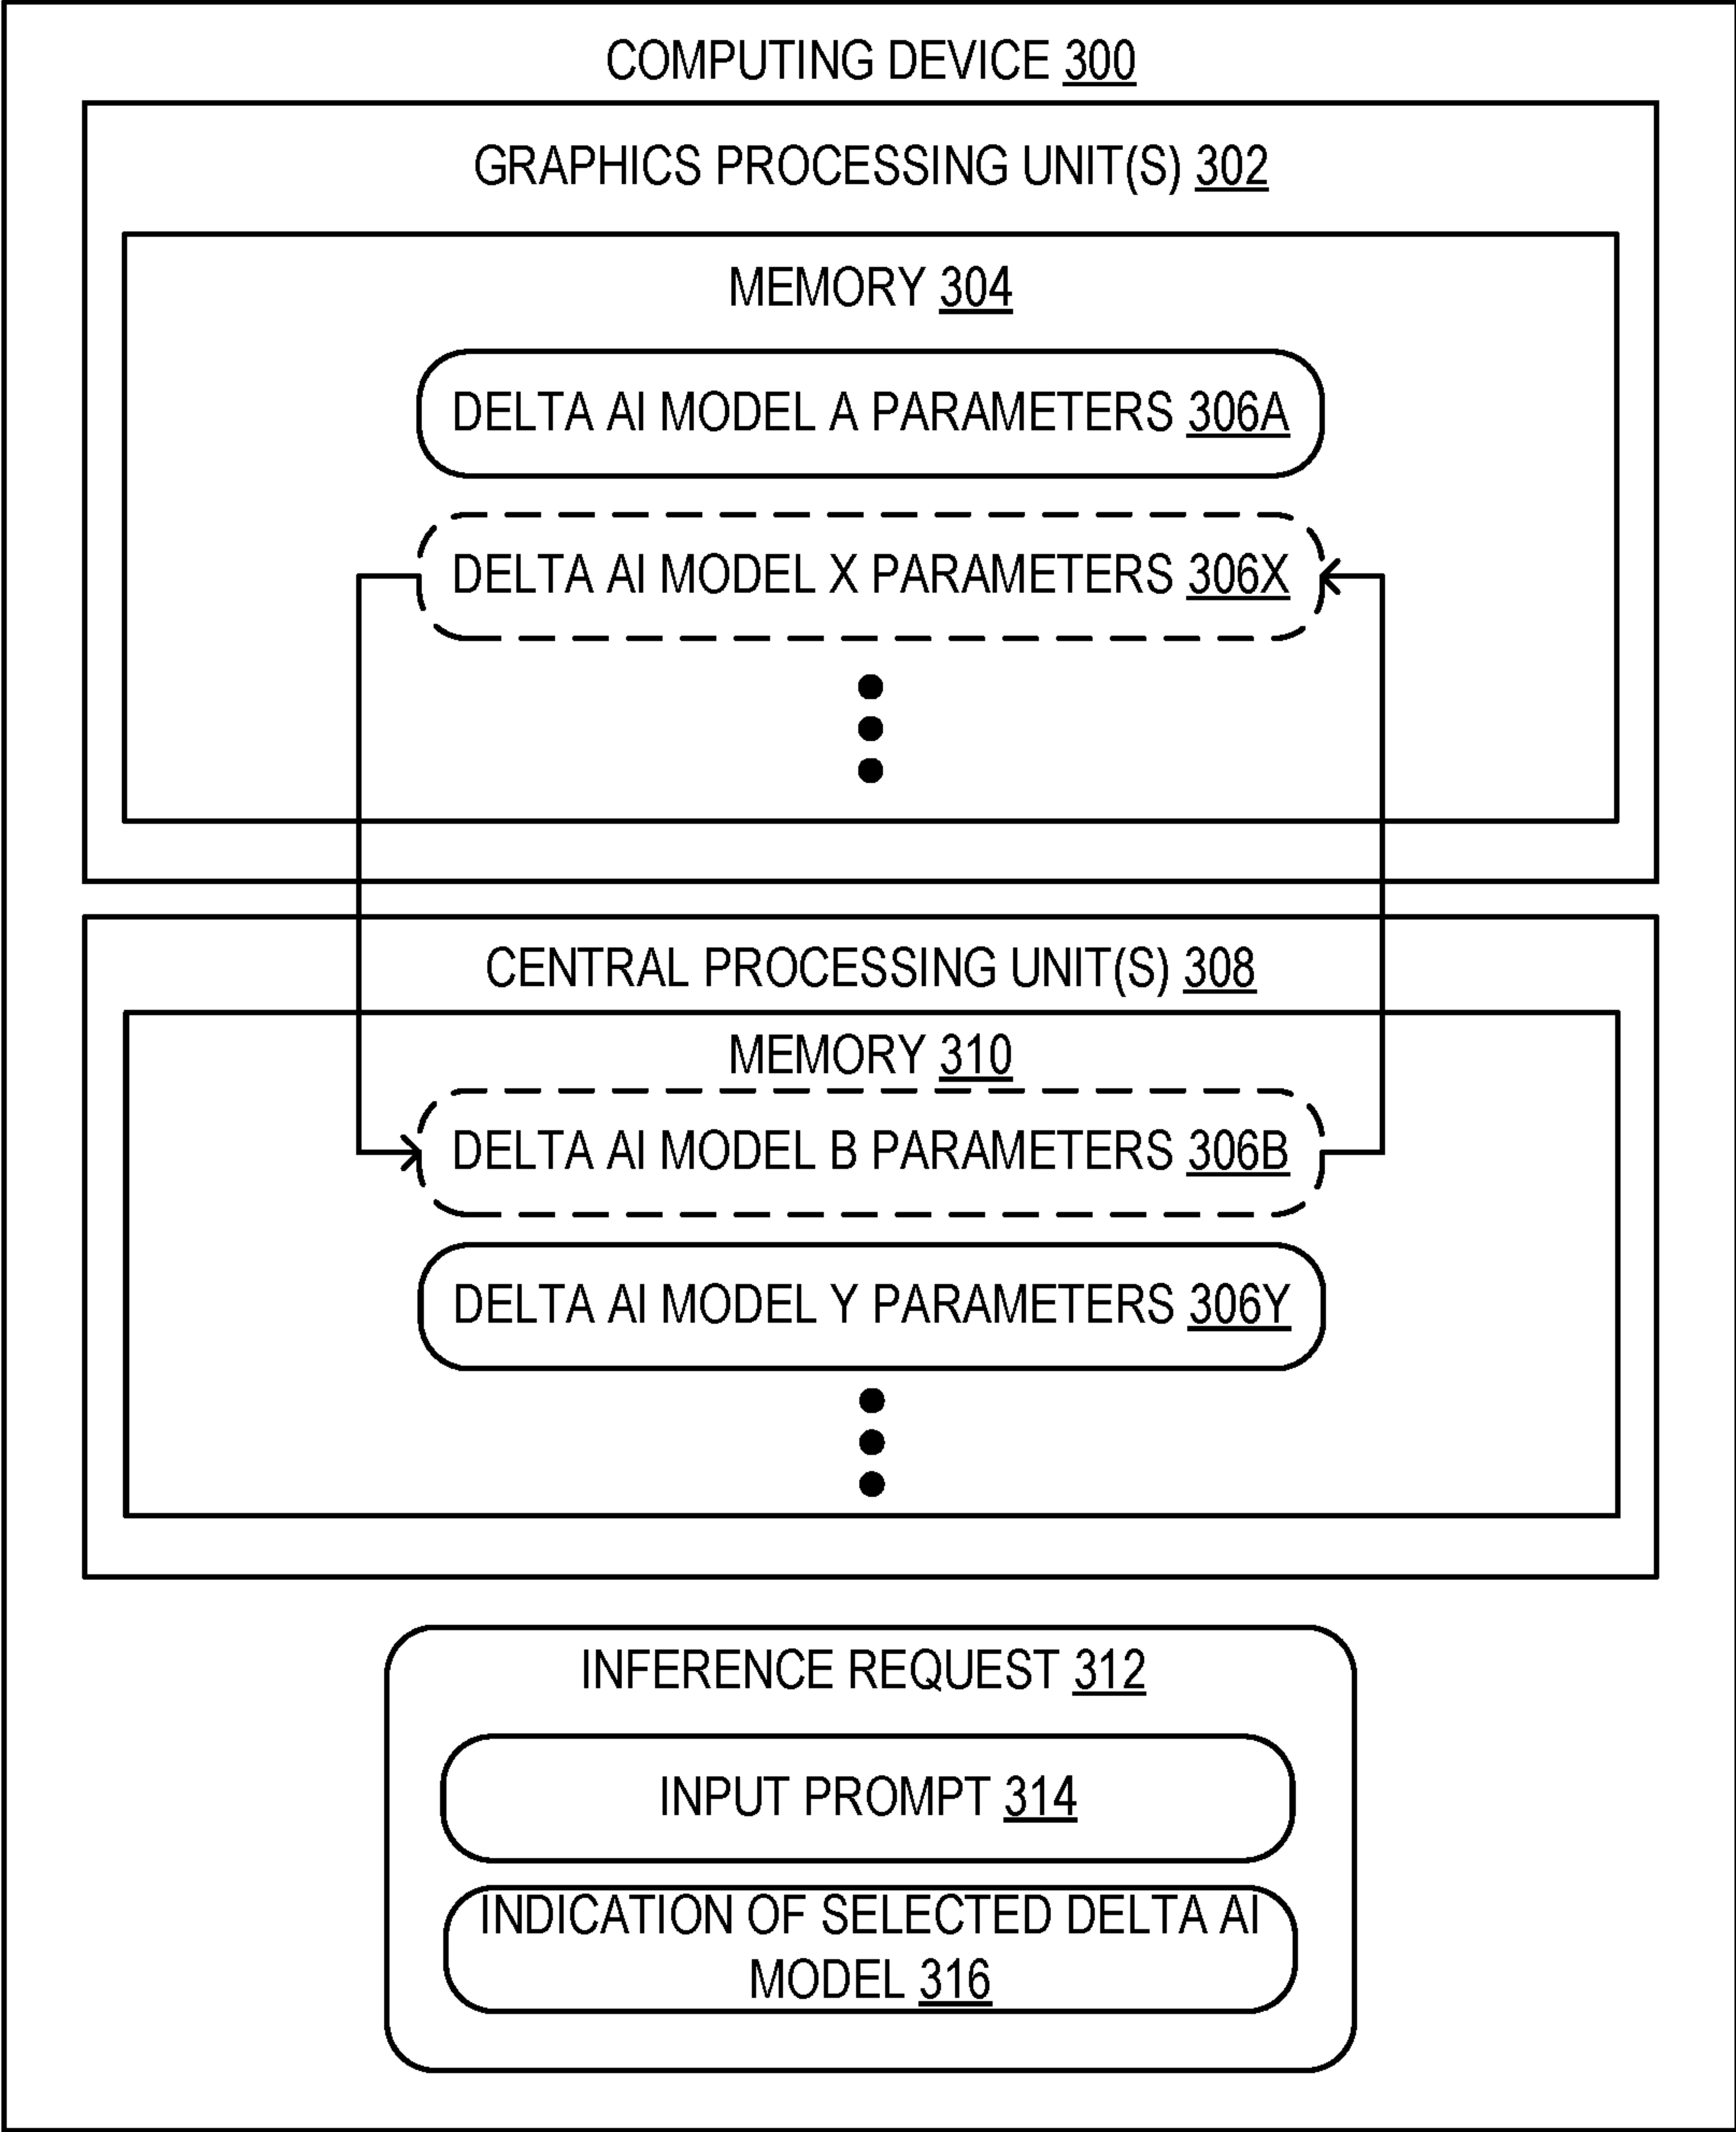 COMPUTING DEVICE 300
GRAPHICS PROCESSING UNIT(S) 302
MEMORY 304
DELTA AI MODEL A PARAMETERS 306A
DELTA AI MODEL X PARAMETERS 306X
CENTRAL PROCESSING UNIT(S) 308
MEMORY 310
DELTA AI MODEL B PARAMETERS 306B
DELTA AI MODEL Y PARAMETERS 306Y
INFERENCE REQUEST 312
INPUT PROMPT 314
INDICATION OF SELECTED DELTA AI
MODEL 316